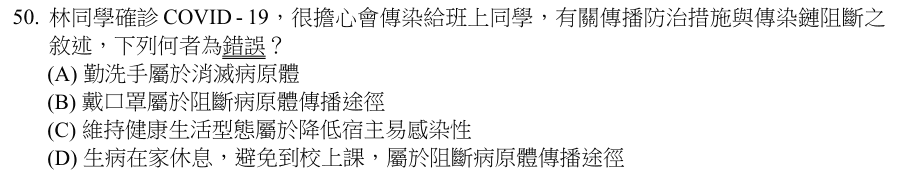 50. 林同學確診 COVID - 19，很擔心會傳染給班上同學，有關傳播防治措施與傳染鏈阻斷之
敘述，下列何者為錯誤？
(A) 勤洗手屬於消滅病原體
(B) 戴口罩屬於阻斷病原體傳播途徑
(C) 維持健康生活型態屬於降低宿主易感染性
(D) 生病在家休息，避免到校上課，屬於阻斷病原體傳播途徑